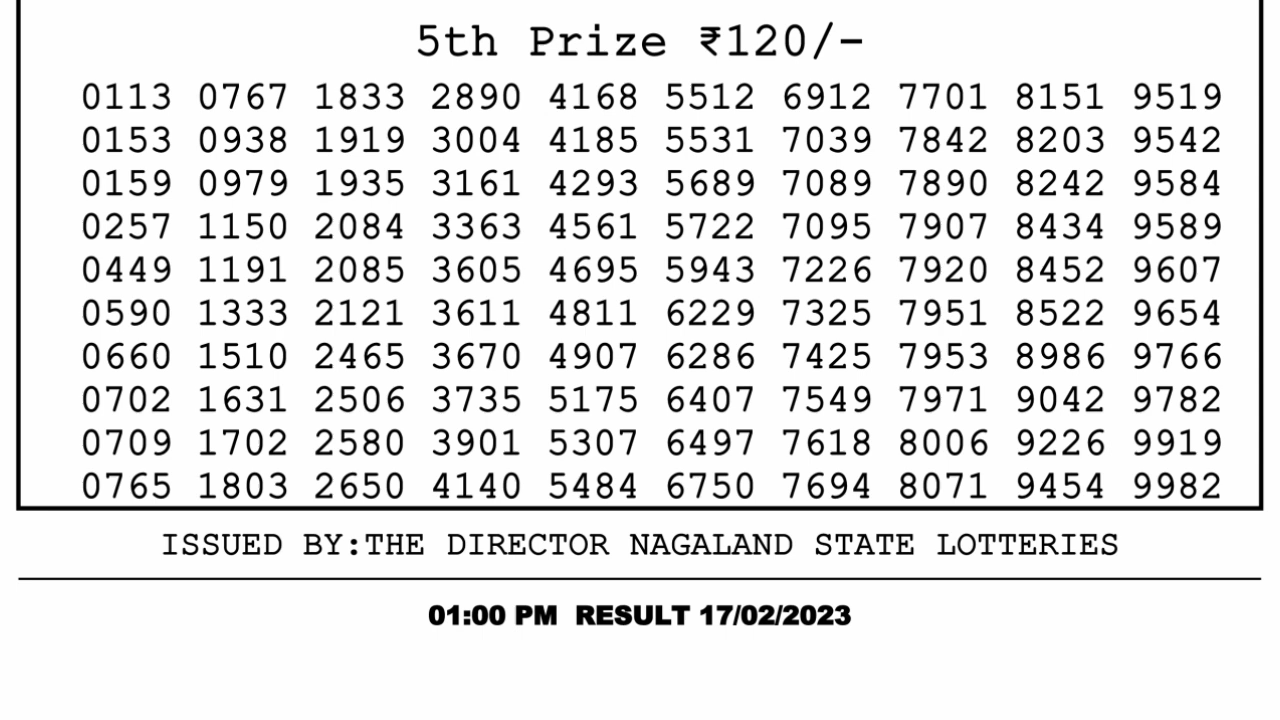 5th Prize ₹120/-
0113 0767 1833 2890 4168 5512 6912 7701 8151 9519
0153 0938 1919 3004 4185 5531 7039 7842 8203 9542
0159 0979 1935 3161 4293 5689 7089 7890 8242 9584
0257 1150 2084 3363 4561 5722 7095 7907 8434 9589
0449 1191 2085 3605 4695 5943 7226 7920 8452 9607
0590 1333 2121 3611 4811 6229 7325 7951 8522 9654
0660 1510 2465 3670 4907 6286 7425 7953 8986 9766
0702 1631 2506 3735 5175 6407 7549 7971 9042 9782
0709 1702 2580 3901 5307 6497 7618 8006 9226 9919
0765 1803 2650 4140 5484 6750 7694 8071 9454 9982
ISSUED BY:THE DIRECTOR NAGALAND STATE LOTTERIES
01:00 PM RESULT 17/02/2023